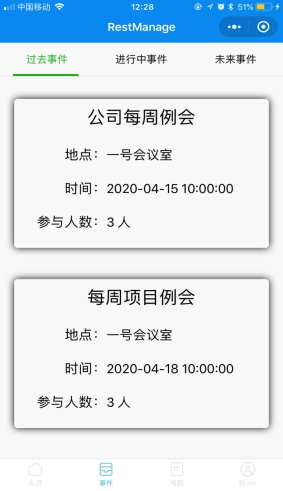 中国移动 12:28 51%
RestManage
过去事件 进行中事件 未来事件
公司每周例会
地点：一号会议室
时间：2020-04-15 10:00:00
参与人数：3 人
每周项目例会
地点：一号会议室
时间：2020-04-18 10:00:00
参与人数：3 人
主页 事件 考勤